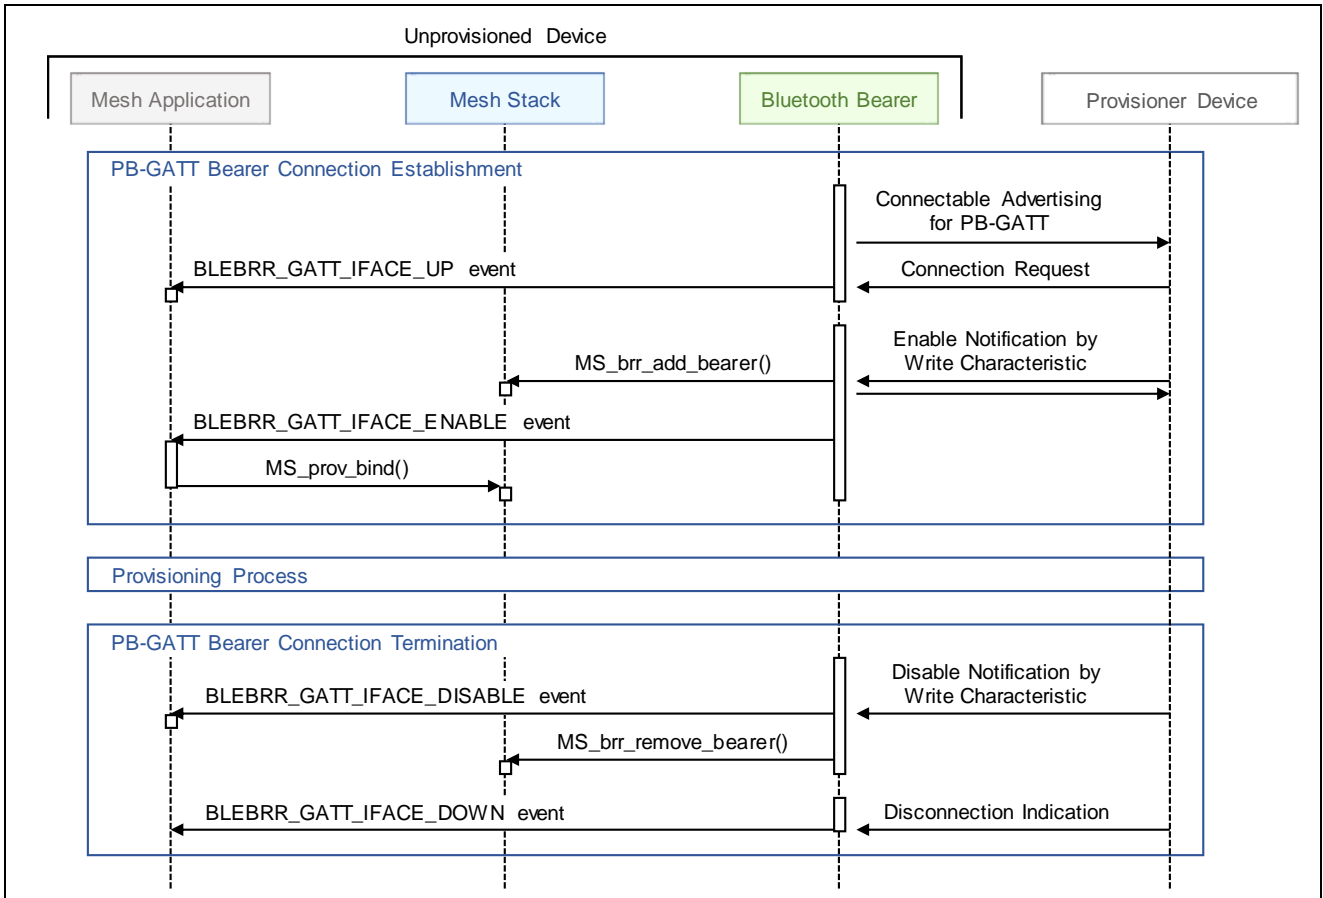 Unprovisioned Device
Mesh Application
Mesh Stack
Bluetooth Bearer
Provisioner Device
PB-GATT Bearer Connection Establishment
Connectable Advertising
for PB-GATT
BLEBRR_GATT_IFACE_UP event
Connection Request
Enable Notification by
Write Characteristic
MS_brr_add_bearer()
BLEBRR_GATT_IFACE_ENABLE event
MS_prov_bind()
Provisioning Process
PB-GATT Bearer Connection Termination
Disable Notification by
Write Characteristic
BLEBRR_GATT_IFACE_DISABLE event
MS_brr_remove_bearer()
BLEBRR_GATT_IFACE_DOWN event
Disconnection Indication